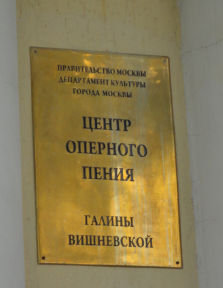 ПРАВИТЕЛЬСТВО МОСКВЫ
ДЕПАРТАМЕНТ КУЛЬТУРЫ
ГОРОДА МОСКВЫ
ЦЕНТР
ОПЕРНОГО
ПЕНИЯ
ГАЛИНЫ
ВИШНЕВСКОЙ